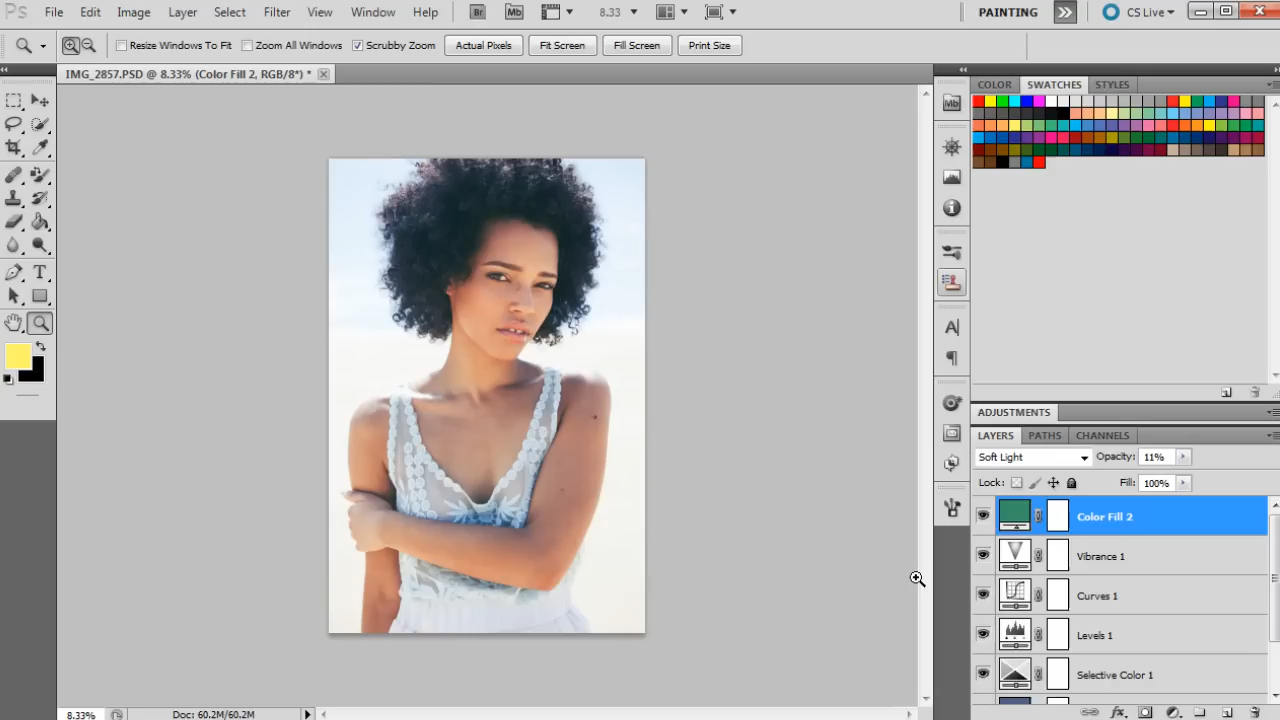 Ps File Edit Image Layer Select Filter View Window Help Br Mb 8.33 PAINTING CS Live
Resize Windows To Fit Zoom All Windows Scrubby Zoom Actual Pixels Fit Screen Fill Screen Print Size
IMG_2857.PSD @ 8.33% (Color Fill 2, RGB/8*) *
COLOR SWATCHES STYLES
Mb
ADJUSTMENTS
LAYERS PATHS CHANNELS
Soft Light Opacity: 11%
Lock: Fill: 100%
Color Fill 2
Vibrance 1
Curves 1
Levels 1
Selective Color 1
8.33% Doc: 60.2M/60.2M